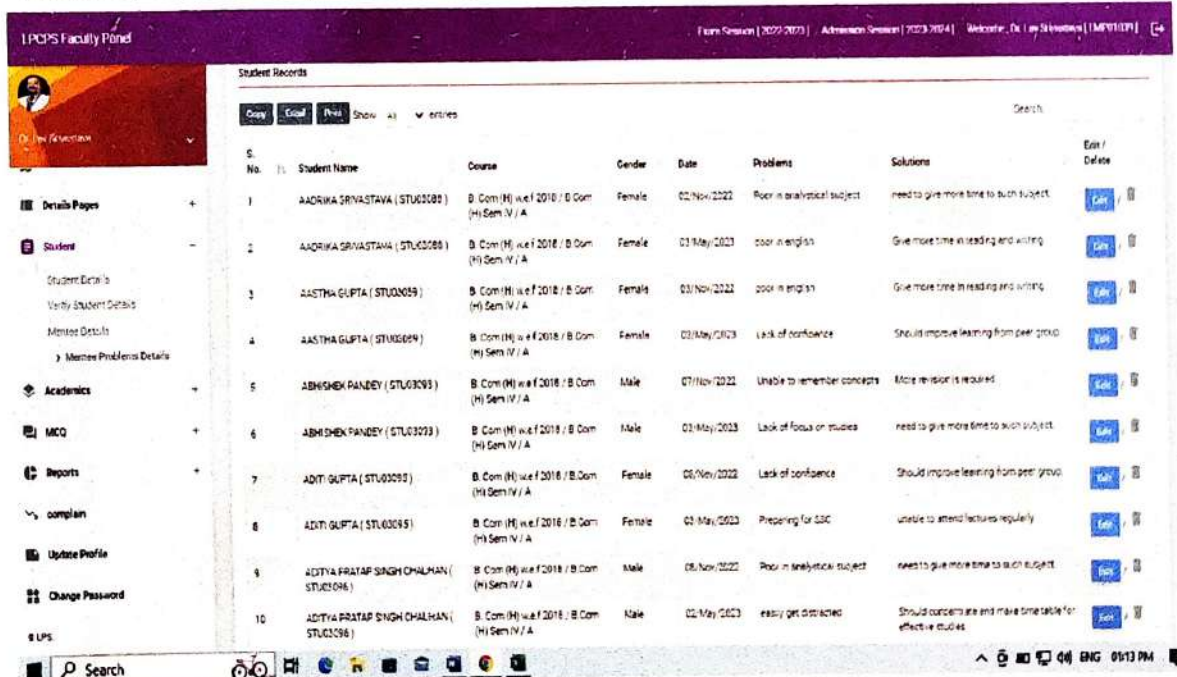 LPCPS Faculty Panel
Exam Session [ 2022-2023 ] Admission Session [ 2023-2024 ] Welcome, Dr.
Student Records
Copy Excel Print Show All entries
Search:
S. No. Student Name Course Gender Date Problems Solutions Edit / Delete
1 AADRIKA SRIVASTAVA ( B. Com (H) w.e.f 2018 / B.Com Female 02/Nov/2022 Poor in analytical subject need to give more time to such subject. Edit /
(H) Sem IV / A
2 AADRIKA SRIVASTAVA ( B. Com (H) w.e.f 2018 / B.Com Female 03/May/2023 poor in english Give more time in reading and writing Edit /
(H) Sem IV / A
3 AASTHA GUPTA ( B. Com (H) w.e.f 2018 / B.Com Female 03/Nov/2022 poor in english Give more time in reading and writing Edit /
(H) Sem IV / A
4 AASTHA GUPTA ( B. Com (H) w.e.f 2018 / B.Com Female 02/May/2023 Lack of confidence Should improve learning from peer group. Edit /
(H) Sem IV / A
5 ABHISHEK PANDEY ( STU03093 ) B. Com (H) w.e.f 2018 / B.Com Male 07/Nov/2022 Unable to remember concepts More revision is required Edit /
(H) Sem IV / A
6 ABHISHEK PANDEY ( STU03093 ) B. Com (H) w.e.f 2018 / B.Com Male 03/May/2023 Lack of focus on studies need to give more time to such subject. Edit /
(H) Sem IV / A
7 ADITI GUPTA ( STU03095 ) B. Com (H) w.e.f 2018 / B.Com Female 08/Nov/2022 Lack of confidence Should improve learning from peer group. Edit /
(H) Sem IV / A
8 ADITI GUPTA ( STU03095 ) B. Com (H) w.e.f 2018 / B.Com Female 03/May/2023 Preparing for SSC unable to attend lectures regularly Edit /
(H) Sem IV / A
9 ADITYA PRATAP SINGH CHAUHAN ( B. Com (H) w.e.f 2018 / B.Com Male 08/Nov/2022 Poor in analytical subject need to give more time to such subject. Edit /
STU03096 ) (H) Sem IV / A
10 ADITYA PRATAP SINGH CHAUHAN ( B. Com (H) w.e.f 2018 / B.Com Male 02/May/2023 easily get distracted Should concentrate and make time table for Edit /
STU03096 ) (H) Sem IV / A effective studies
Details Pages +
Student -
Student Details
Verify Student Details
Mentee Details
> Mentee Problems Details
Academics +
MCQ +
Reports +
complain
Update Profile
Change Password
Search
ENG 01:13 PM